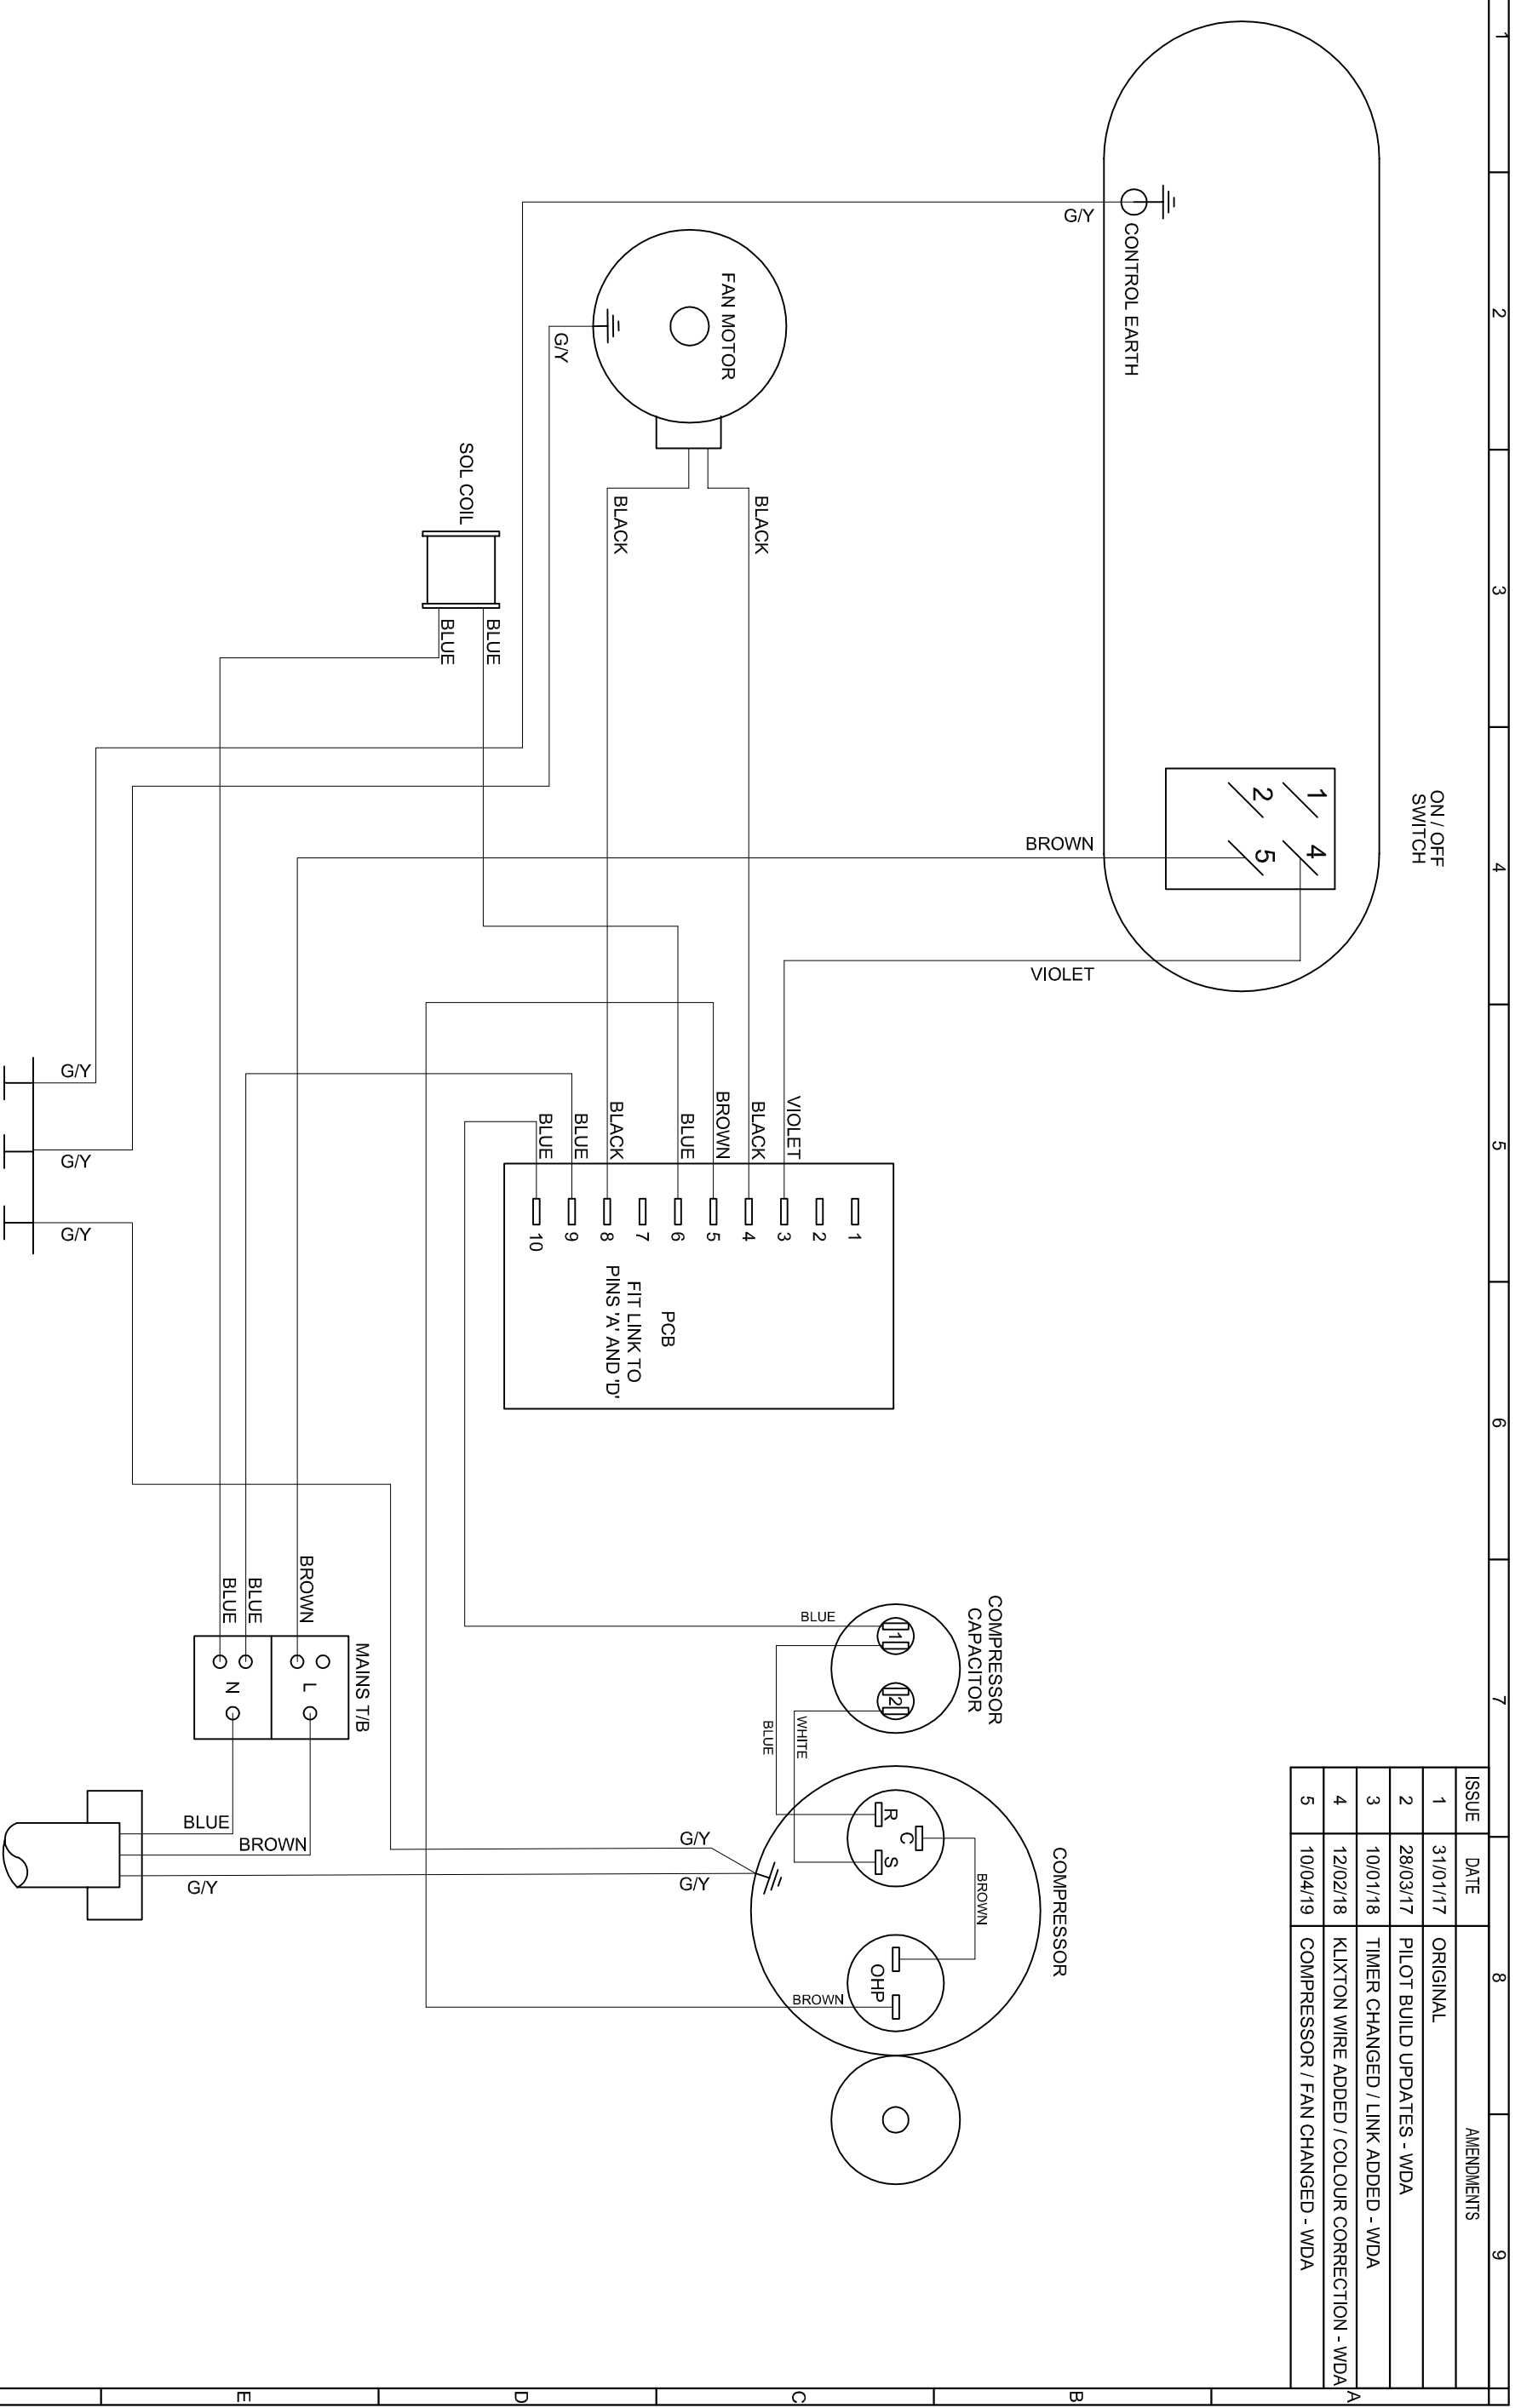 1
2
3
4
5
6
7
8
9
A
B
C
D
E
ISSUE DATE AMENDMENTS
1 31/01/17 ORIGINAL
2 28/03/17 PILOT BUILD UPDATES - WDA
3 10/01/18 TIMER CHANGED / LINK ADDED - WDA
4 12/02/18 KLIXTON WIRE ADDED / COLOUR CORRECTION - WDA
5 10/04/19 COMPRESSOR / FAN CHANGED - WDA
ON / OFF
SWITCH
1 4
2 5
CONTROL EARTH
G/Y
BROWN
VIOLET
FAN MOTOR
G/Y
BLACK
BLACK
SOL COIL
BLUE
BLUE
VIOLET
BLACK
BROWN
BLUE
BLACK
BLUE
BLUE
1
2
3
4
5
6
7
8
9
10
PCB
FIT LINK TO
PINS 'A' AND 'D'
COMPRESSOR
CAPACITOR
1
2
BLUE
BLUE
WHITE
COMPRESSOR
R
C
S
BROWN
OHP
BROWN
G/Y
G/Y
MAINS T/B
L
N
BROWN
BLUE
BLUE
BLUE
BROWN
G/Y
G/Y
G/Y
G/Y